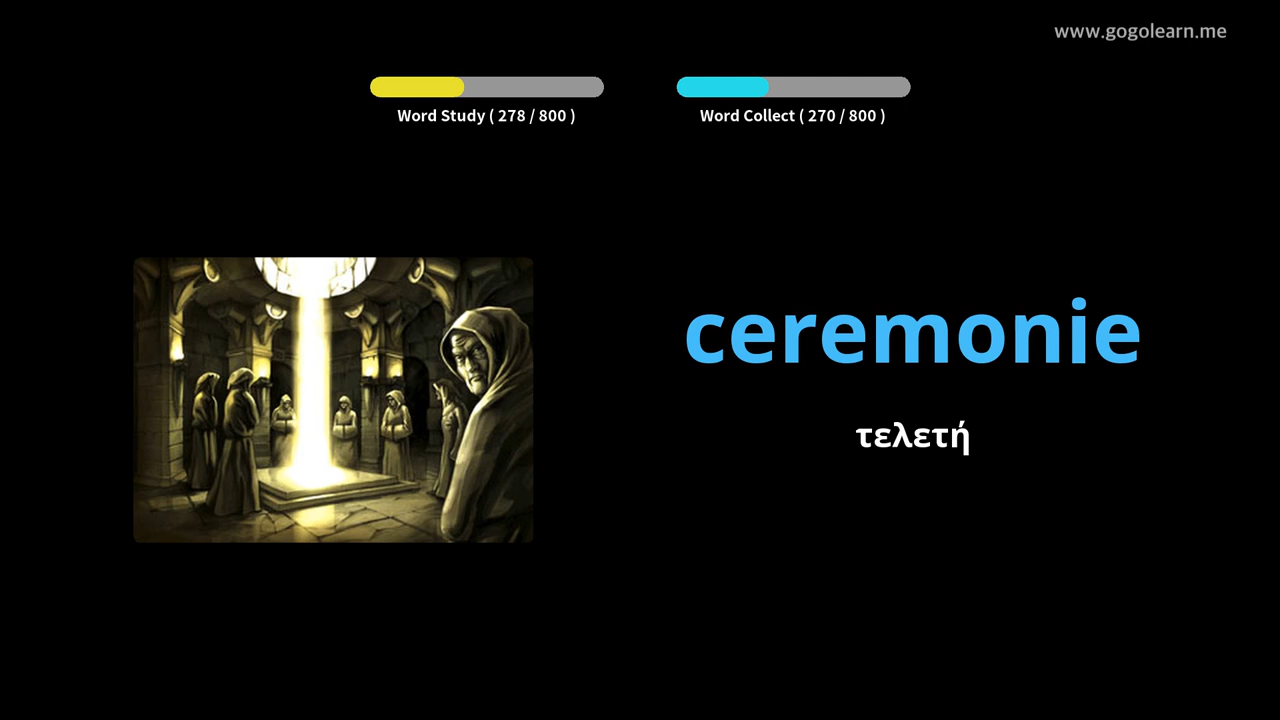 www.gogolearn.me
Word Study ( 278 / 800 )
Word Collect ( 270 / 800 )
ceremonie
τελετή